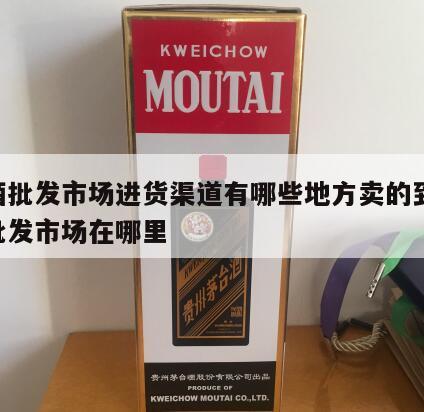 KWEICHOW
MOUTAI
酒批发市场进货渠道有哪些地方卖的到
批发市场在哪里
贵州茅台酒
贵州茅台酒股份有限公司出品
PRODUCE OF
KWEICHOW MOUTAI CO.,LTD.